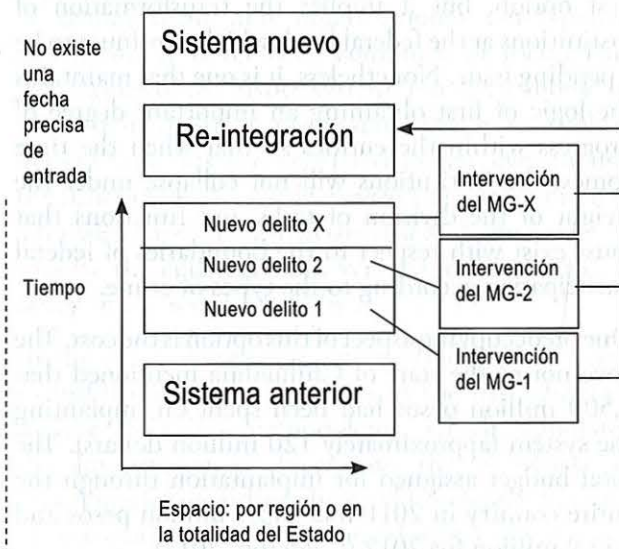 No existe
una
fecha
precisa
de
entrada
Sistema nuevo
Re-integración
Intervención
del MG-X
Nuevo delito X
Nuevo delito 2
Intervención
del MG-2
Tiempo
Nuevo delito 1
Intervención
del MG-1
Sistema anterior
Espacio: por región o en
la totalidad del Estado